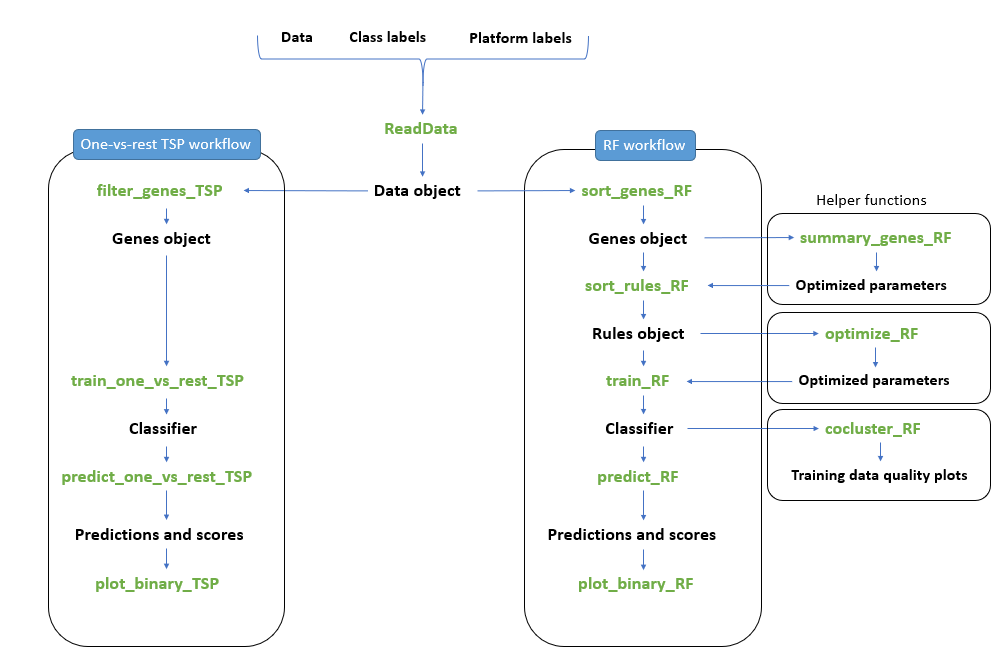 Data Class labels Platform labels
ReadData
One-vs-rest TSP workflow
RF workflow
filter_genes_TSP
Data object
sort_genes_RF
Helper functions
Genes object
Genes object
summary_genes_RF
sort_rules_RF
Optimized parameters
Rules object
optimize_RF
train_one_vs_rest_TSP
train_RF
Optimized parameters
Classifier
Classifier
cocluster_RF
predict_one_vs_rest_TSP
predict_RF
Training data quality plots
Predictions and scores
Predictions and scores
plot_binary_TSP
plot_binary_RF